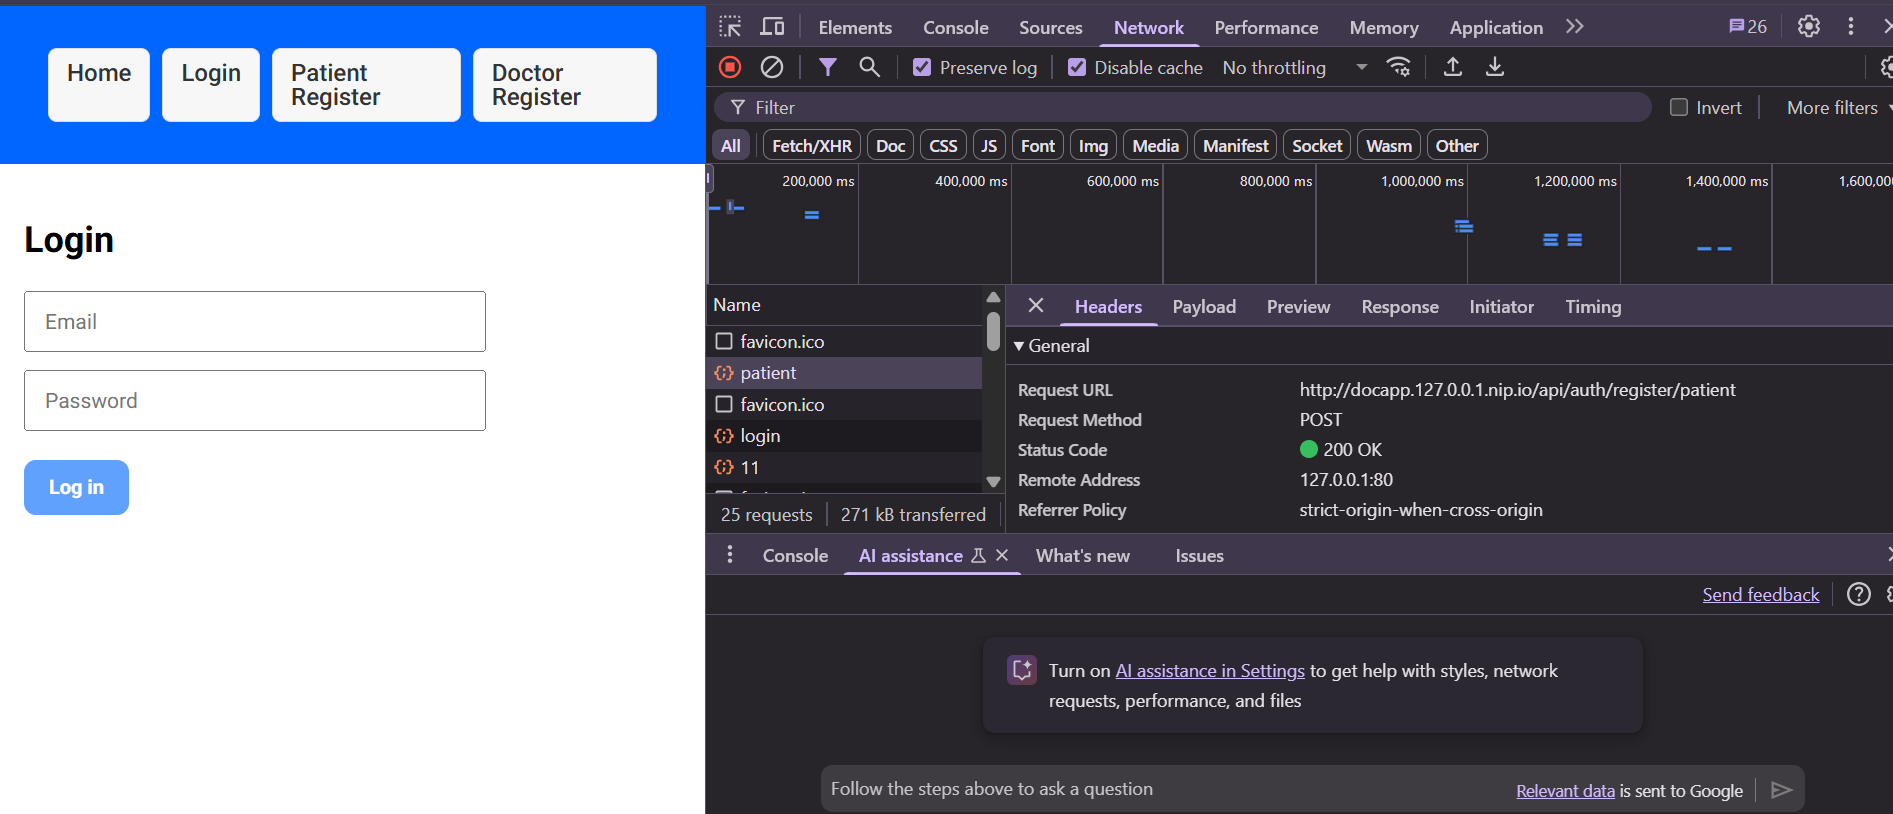 Home
Login
Patient
Register
Doctor
Register
Login
Email
Password
Log in
Elements
Console
Sources
Network
Performance
Memory
Application
26
Preserve log
Disable cache
No throttling
Filter
Invert
More filters
All
Fetch/XHR
Doc
CSS
JS
Font
Img
Media
Manifest
Socket
Wasm
Other
200,000 ms
400,000 ms
600,000 ms
800,000 ms
1,000,000 ms
1,200,000 ms
1,400,000 ms
1,600,000
Name
favicon.ico
patient
favicon.ico
login
11
25 requests
271 kB transferred
Headers
Payload
Preview
Response
Initiator
Timing
General
Request URL http://docapp.127.0.0.1.nip.io/api/auth/register/patient
Request Method POST
Status Code 200 OK
Remote Address 127.0.0.1:80
Referrer Policy strict-origin-when-cross-origin
Console
AI assistance
What's new
Issues
Send feedback
Turn on AI assistance in Settings to get help with styles, network
requests, performance, and files
Follow the steps above to ask a question
Relevant data is sent to Google